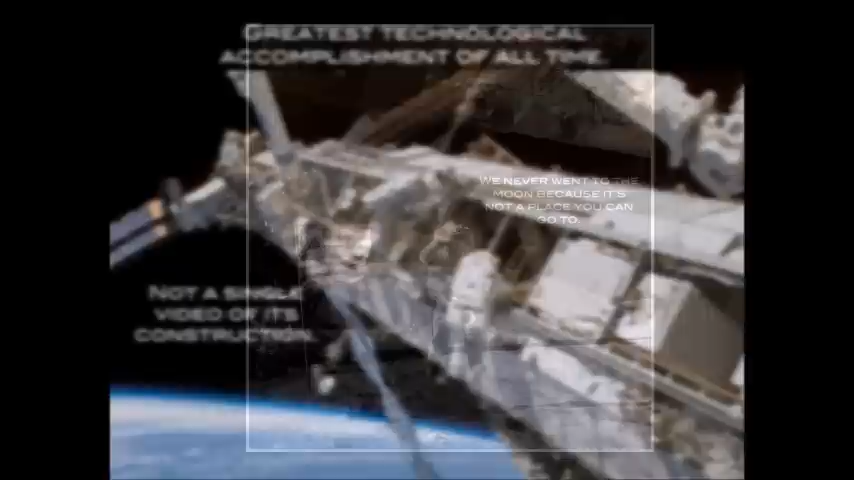 Greatest technological
accomplishment of all time.
We never went to the
moon because it's
not a place you can
go to.
Not a single
video of its
construction.